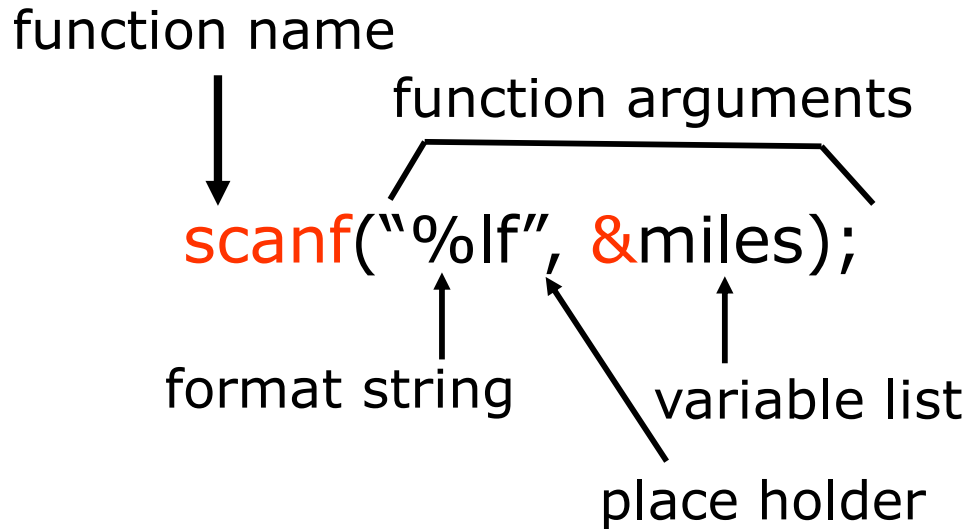 function name
function arguments
scanf(“%lf”, &miles);
format string
variable list
place holder